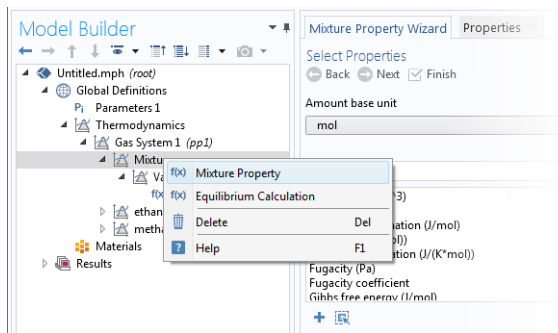 Model Builder
Untitled.mph (root)
Global Definitions
Pi Parameters 1
Thermodynamics
Gas System 1 (pp1)
Mixtu
Va
f(x)
ethan
metha
Materials
Results
f(x) Mixture Property
f(x) Equilibrium Calculation
Delete Del
? Help F1
Mixture Property Wizard Properties
Select Properties
Back Next Finish
Amount base unit
mol
^3)
ation (J/mol)
ol))
ation (J/(K*mol))
Fugacity (Pa)
Fugacity coefficient
Gibbs free energy (J/mol)